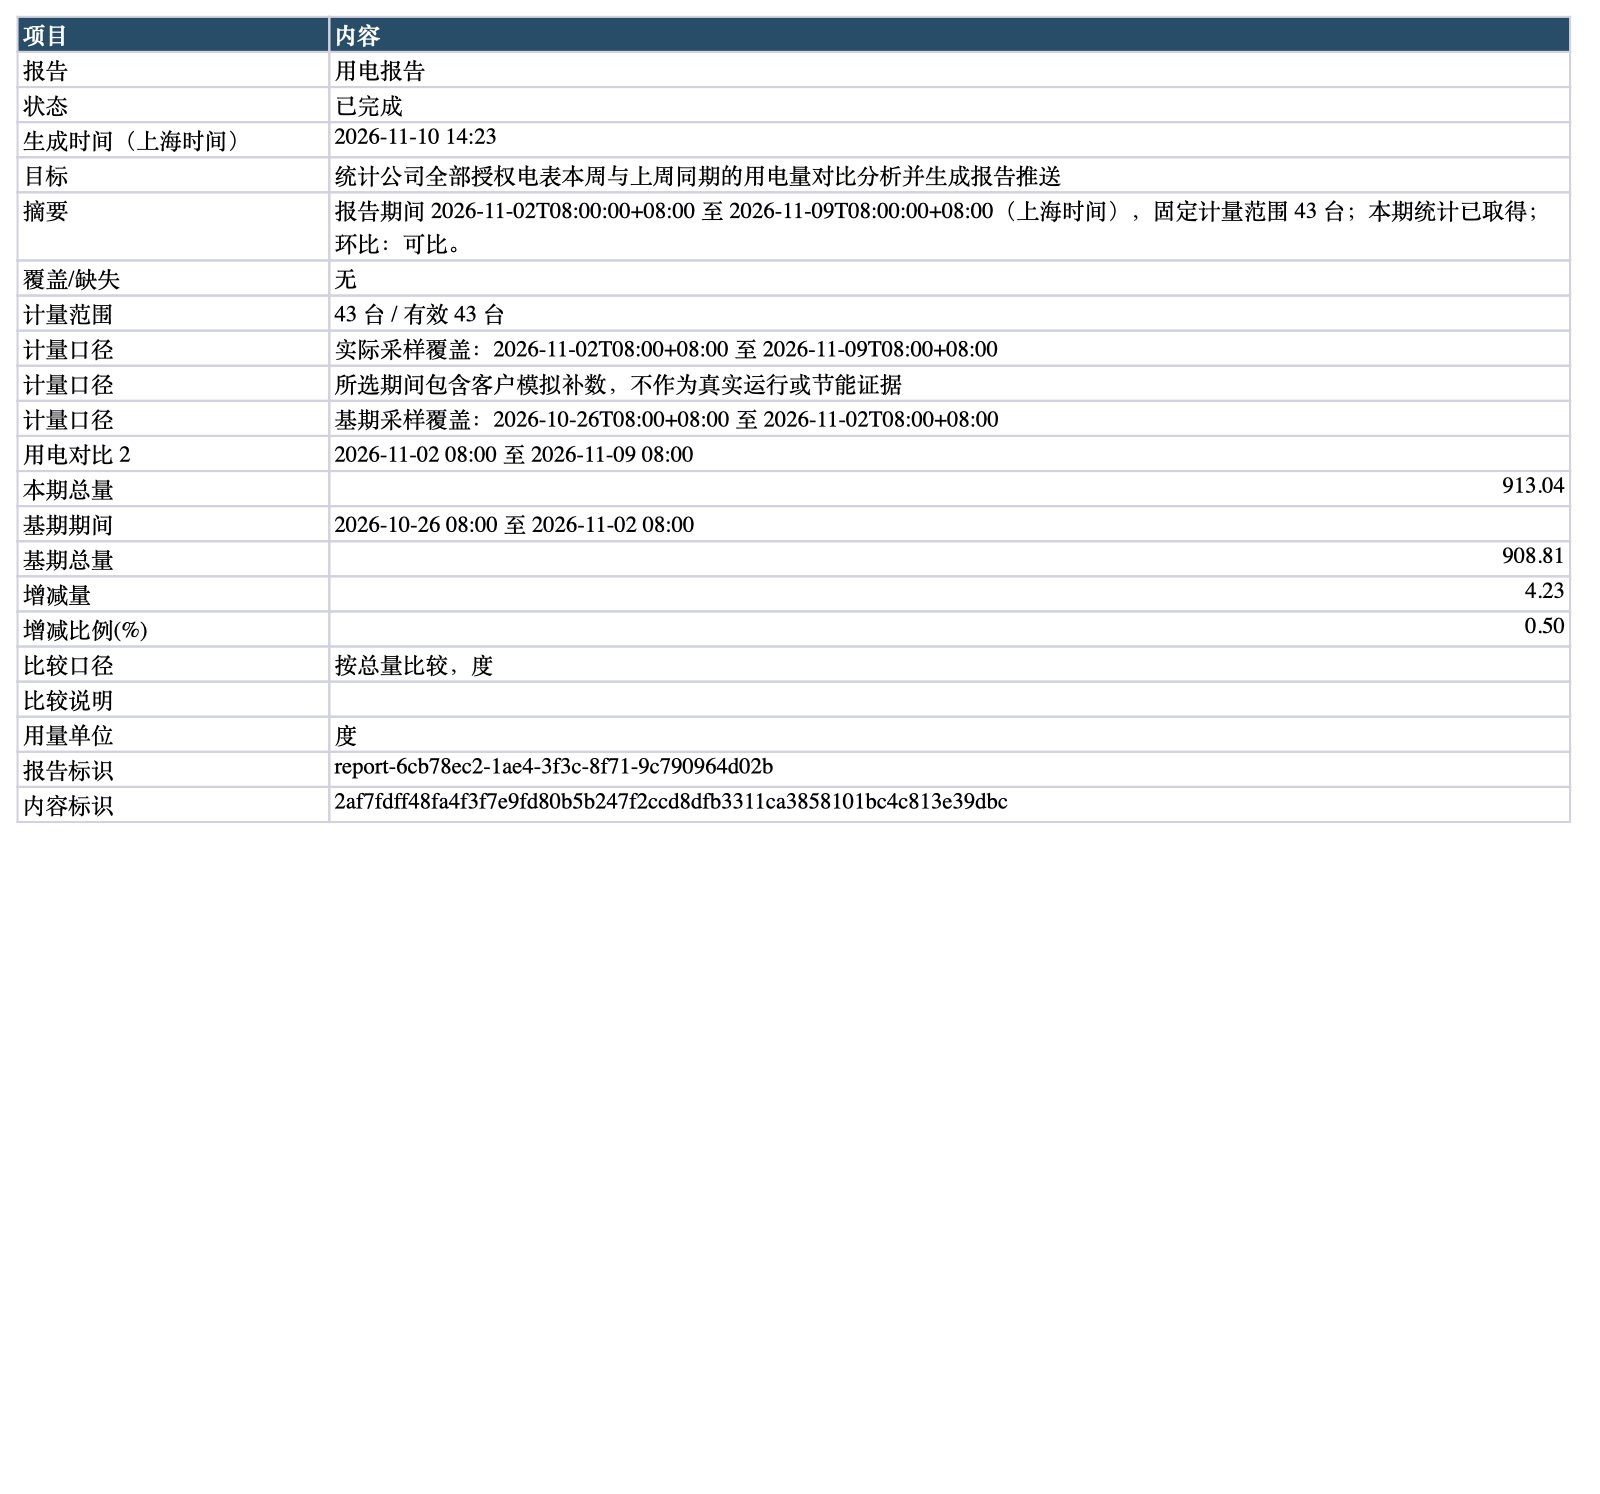 项目 内容
报告 用电报告
状态 已完成
生成时间（上海时间） 2026-11-10 14:23
目标 统计公司全部授权电表本周与上周同期的用电量对比分析并生成报告推送
摘要 报告期间 2026-11-02T08:00:00+08:00 至 2026-11-09T08:00:00+08:00（上海时间），固定计量范围 43 台；本期统计已取得；
环比：可比。
覆盖/缺失 无
计量范围 43 台 / 有效 43 台
计量口径 实际采样覆盖：2026-11-02T08:00+08:00 至 2026-11-09T08:00+08:00
计量口径 所选期间包含客户模拟补数，不作为真实运行或节能证据
计量口径 基期采样覆盖：2026-10-26T08:00+08:00 至 2026-11-02T08:00+08:00
用电对比 2 2026-11-02 08:00 至 2026-11-09 08:00
本期总量 913.04
基期期间 2026-10-26 08:00 至 2026-11-02 08:00
基期总量 908.81
增减量 4.23
增减比例(%) 0.50
比较口径 按总量比较，度
比较说明
用量单位 度
报告标识 report-6cb78ec2-1ae4-3f3c-8f71-9c790964d02b
内容标识 2af7fdff48fa4f3f7e9fd80b5b247f2ccd8dfb3311ca3858101bc4c813e39dbc